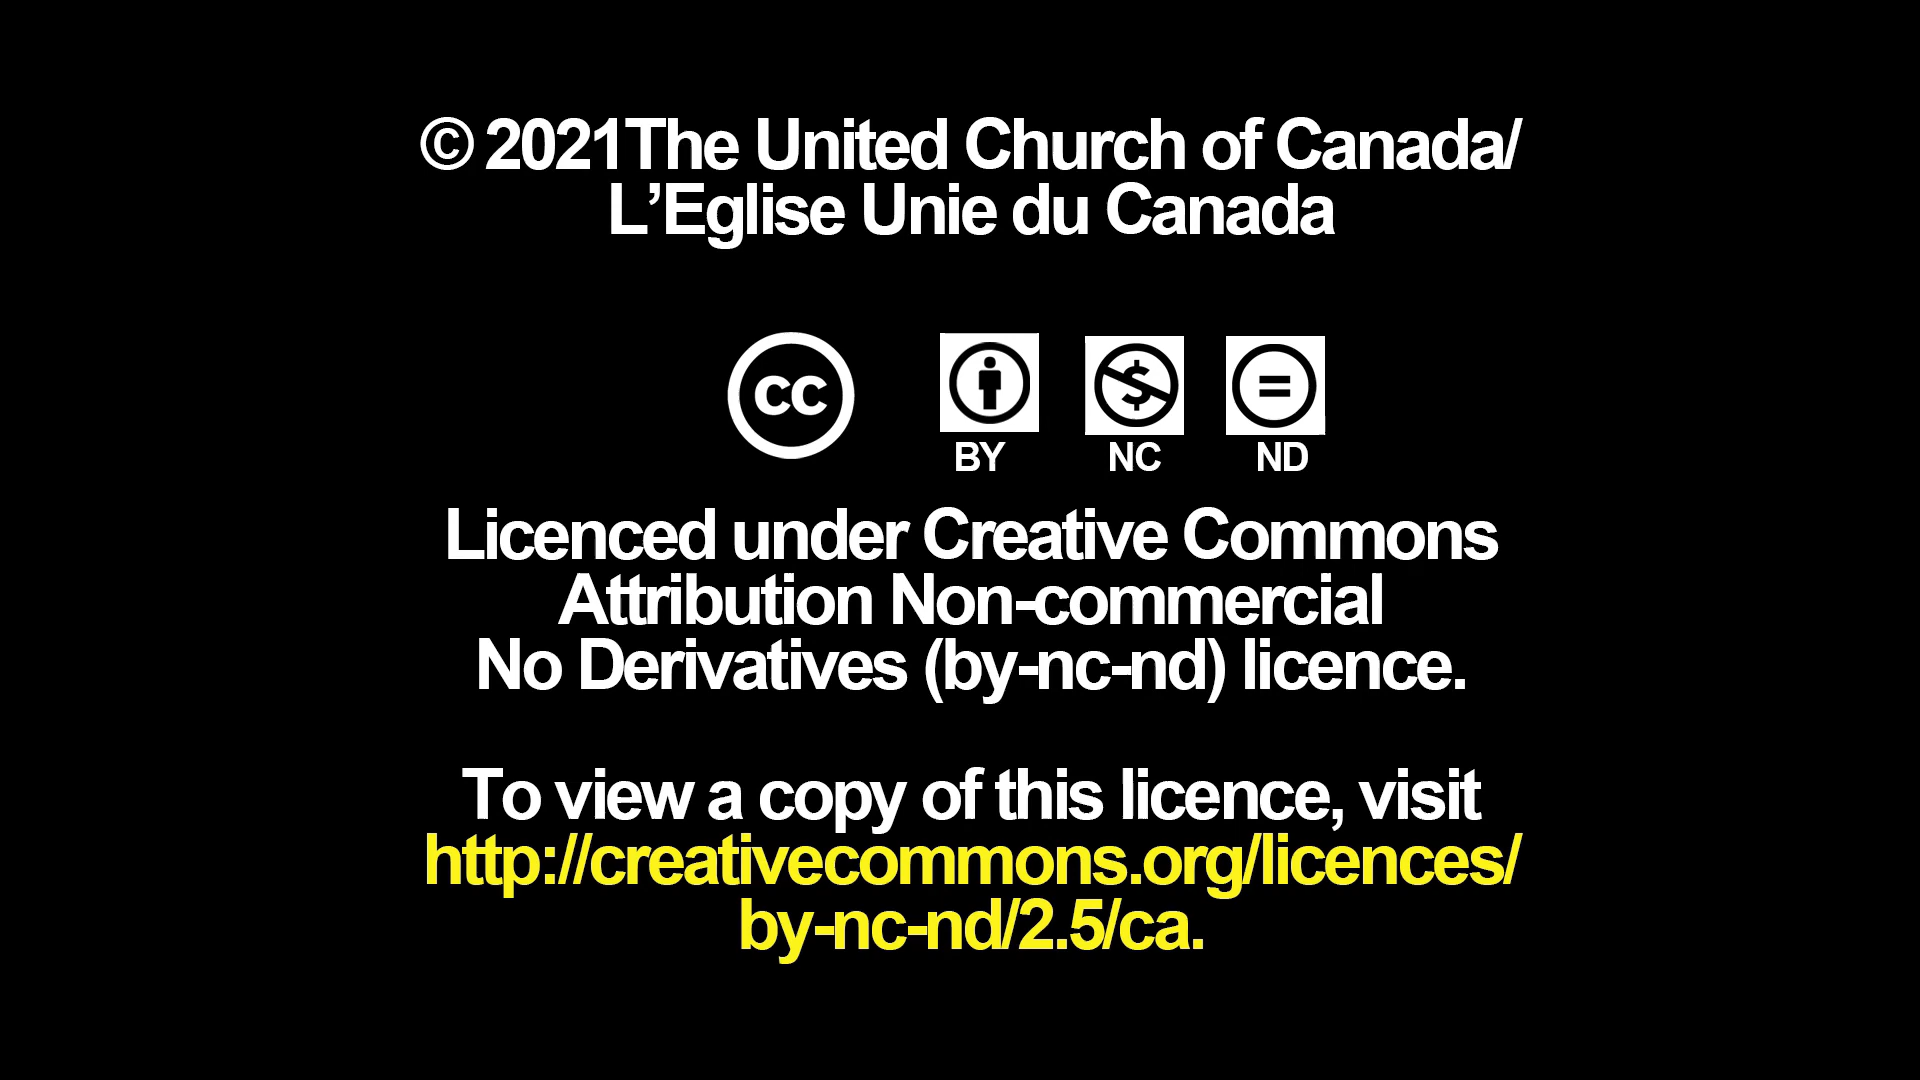 © 2021The United Church of Canada/
L’Eglise Unie du Canada
cc
BY NC ND
Licenced under Creative Commons
Attribution Non-commercial
No Derivatives (by-nc-nd) licence.
To view a copy of this licence, visit
http://creativecommons.org/licences/
by-nc-nd/2.5/ca.